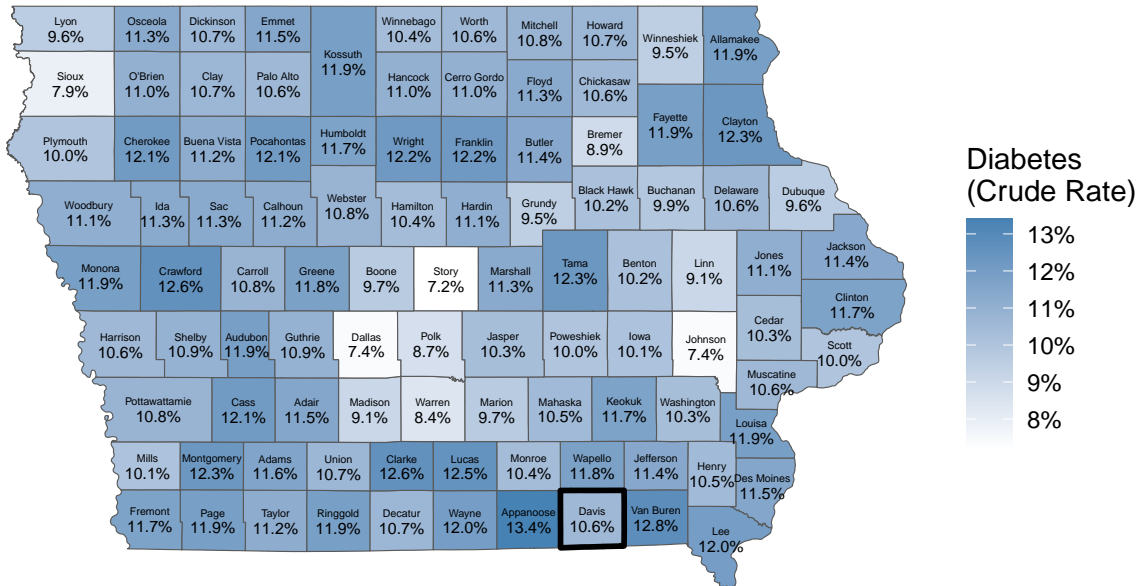 Lyon
9.6%
Osceola
11.3%
Dickinson
10.7%
Emmet
11.5%
Kossuth
11.9%
Winnebago
10.4%
Worth
10.6%
Mitchell
10.8%
Howard
10.7%
Winneshiek
9.5%
Allamakee
11.9%
Sioux
7.9%
O'Brien
11.0%
Clay
10.7%
Palo Alto
10.6%
Hancock
11.0%
Cerro Gordo
11.0%
Floyd
11.3%
Chickasaw
10.6%
Fayette
11.9%
Clayton
12.3%
Plymouth
10.0%
Cherokee
12.1%
Buena Vista
11.2%
Pocahontas
12.1%
Humboldt
11.7%
Wright
12.2%
Franklin
12.2%
Butler
11.4%
Bremer
8.9%
Woodbury
11.1%
Ida
11.3%
Sac
11.3%
Calhoun
11.2%
Webster
10.8%
Hamilton
10.4%
Hardin
11.1%
Grundy
9.5%
Black Hawk
10.2%
Buchanan
9.9%
Delaware
10.6%
Dubuque
9.6%
Monona
11.9%
Crawford
12.6%
Carroll
10.8%
Greene
11.8%
Boone
9.7%
Story
7.2%
Marshall
11.3%
Tama
12.3%
Benton
10.2%
Linn
9.1%
Jones
11.1%
Jackson
11.4%
Clinton
11.7%
Harrison
10.6%
Shelby
10.9%
Audubon
11.9%
Guthrie
10.9%
Dallas
7.4%
Polk
8.7%
Jasper
10.3%
Poweshiek
10.0%
Iowa
10.1%
Johnson
7.4%
Cedar
10.3%
Scott
10.0%
Muscatine
10.6%
Pottawattamie
10.8%
Cass
12.1%
Adair
11.5%
Madison
9.1%
Warren
8.4%
Marion
9.7%
Mahaska
10.5%
Keokuk
11.7%
Washington
10.3%
Louisa
11.9%
Mills
10.1%
Montgomery
12.3%
Adams
11.6%
Union
10.7%
Clarke
12.6%
Lucas
12.5%
Monroe
10.4%
Wapello
11.8%
Jefferson
11.4%
Henry
10.5%
Des Moines
11.5%
Fremont
11.7%
Page
11.9%
Taylor
11.2%
Ringgold
11.9%
Decatur
10.7%
Wayne
12.0%
Appanoose
13.4%
Davis
10.6%
Van Buren
12.8%
Lee
12.0%
Diabetes
(Crude Rate)
13%
12%
11%
10%
9%
8%